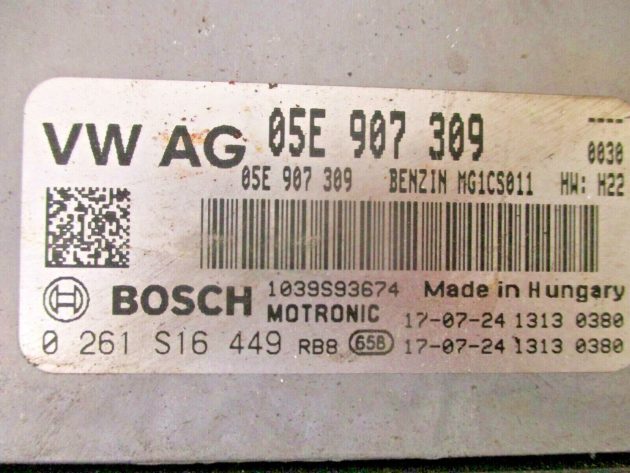 VW AG 05E 907 309 ----
0030
05E 907 309 BENZIN MG1CS011 HW: H22
BOSCH 1039S93674 Made in Hungary
MOTRONIC 17-07-24 1313 0380
0 261 S16 449 RB8 658 17-07-24 1313 0380